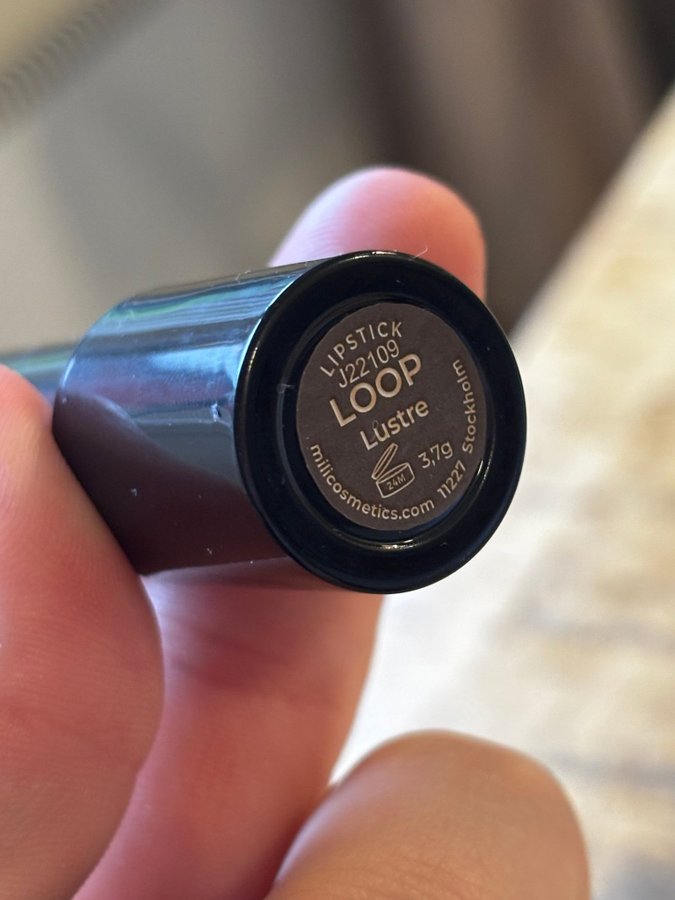 LIPSTICK
J22109
LOOP
Lustre
24M
3,7g
milicosmetics.com 11227 Stockholm